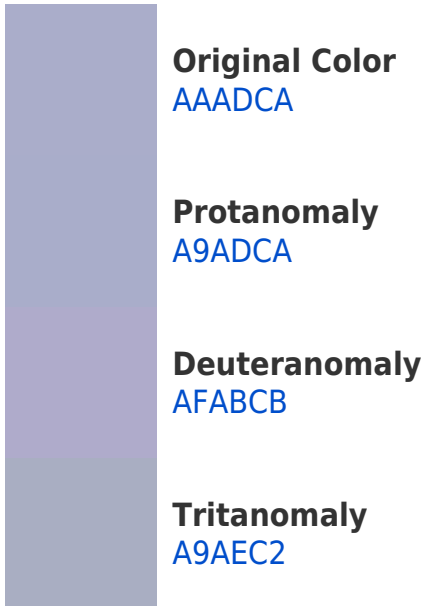 Original Color
AAADCA
Protanomaly
A9ADCA
Deuteranomaly
AFABCB
Tritanomaly
A9AEC2